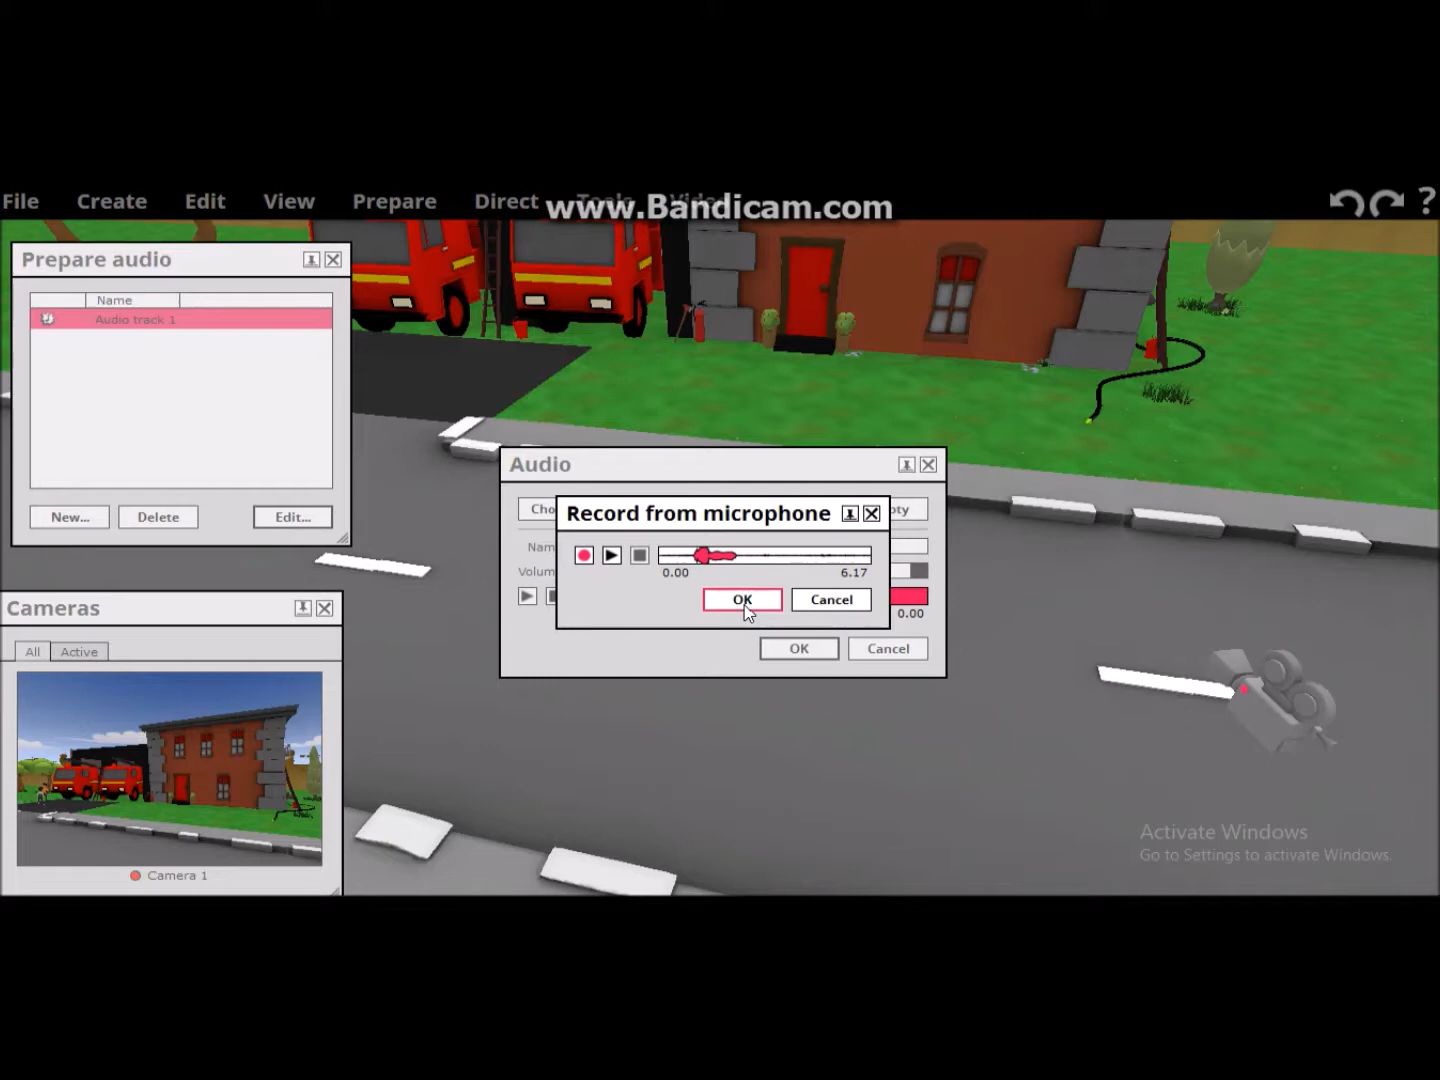 File Create Edit View Prepare Direct Tools Video ?
www.Bandicam.com
Prepare audio
Name
Audio track 1
New... Delete Edit...
Audio
Record from microphone
0.00 6.17
OK Cancel
0.00
OK Cancel
Cameras
All Active
Camera 1
Activate Windows
Go to Settings to activate Windows.